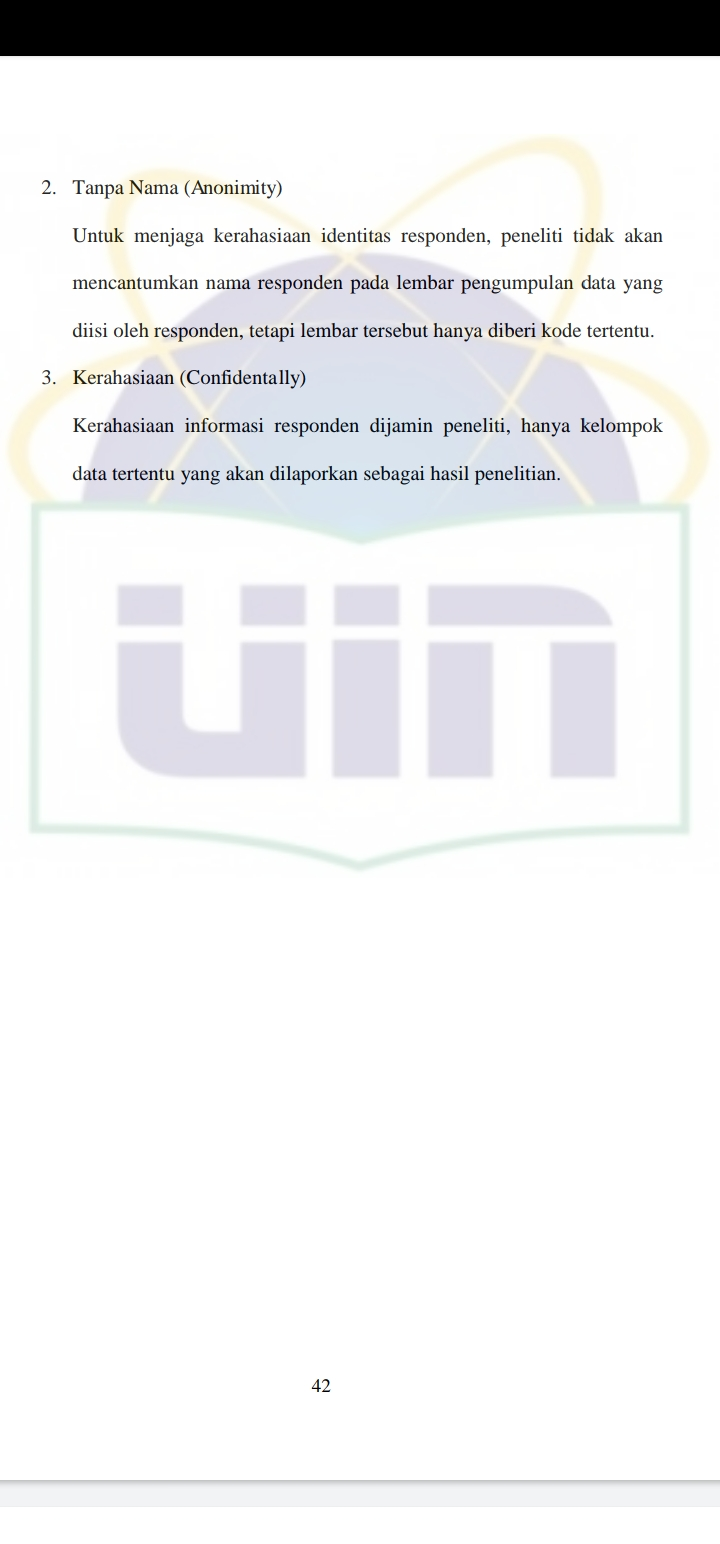 2. Tanpa Nama (Anonimity)
Untuk menjaga kerahasiaan identitas responden, peneliti tidak akan
mencantumkan nama responden pada lembar pengumpulan data yang
diisi oleh responden, tetapi lembar tersebut hanya diberi kode tertentu.
3. Kerahasiaan (Confidentally)
Kerahasiaan informasi responden dijamin peneliti, hanya kelompok
data tertentu yang akan dilaporkan sebagai hasil penelitian.
uin
42